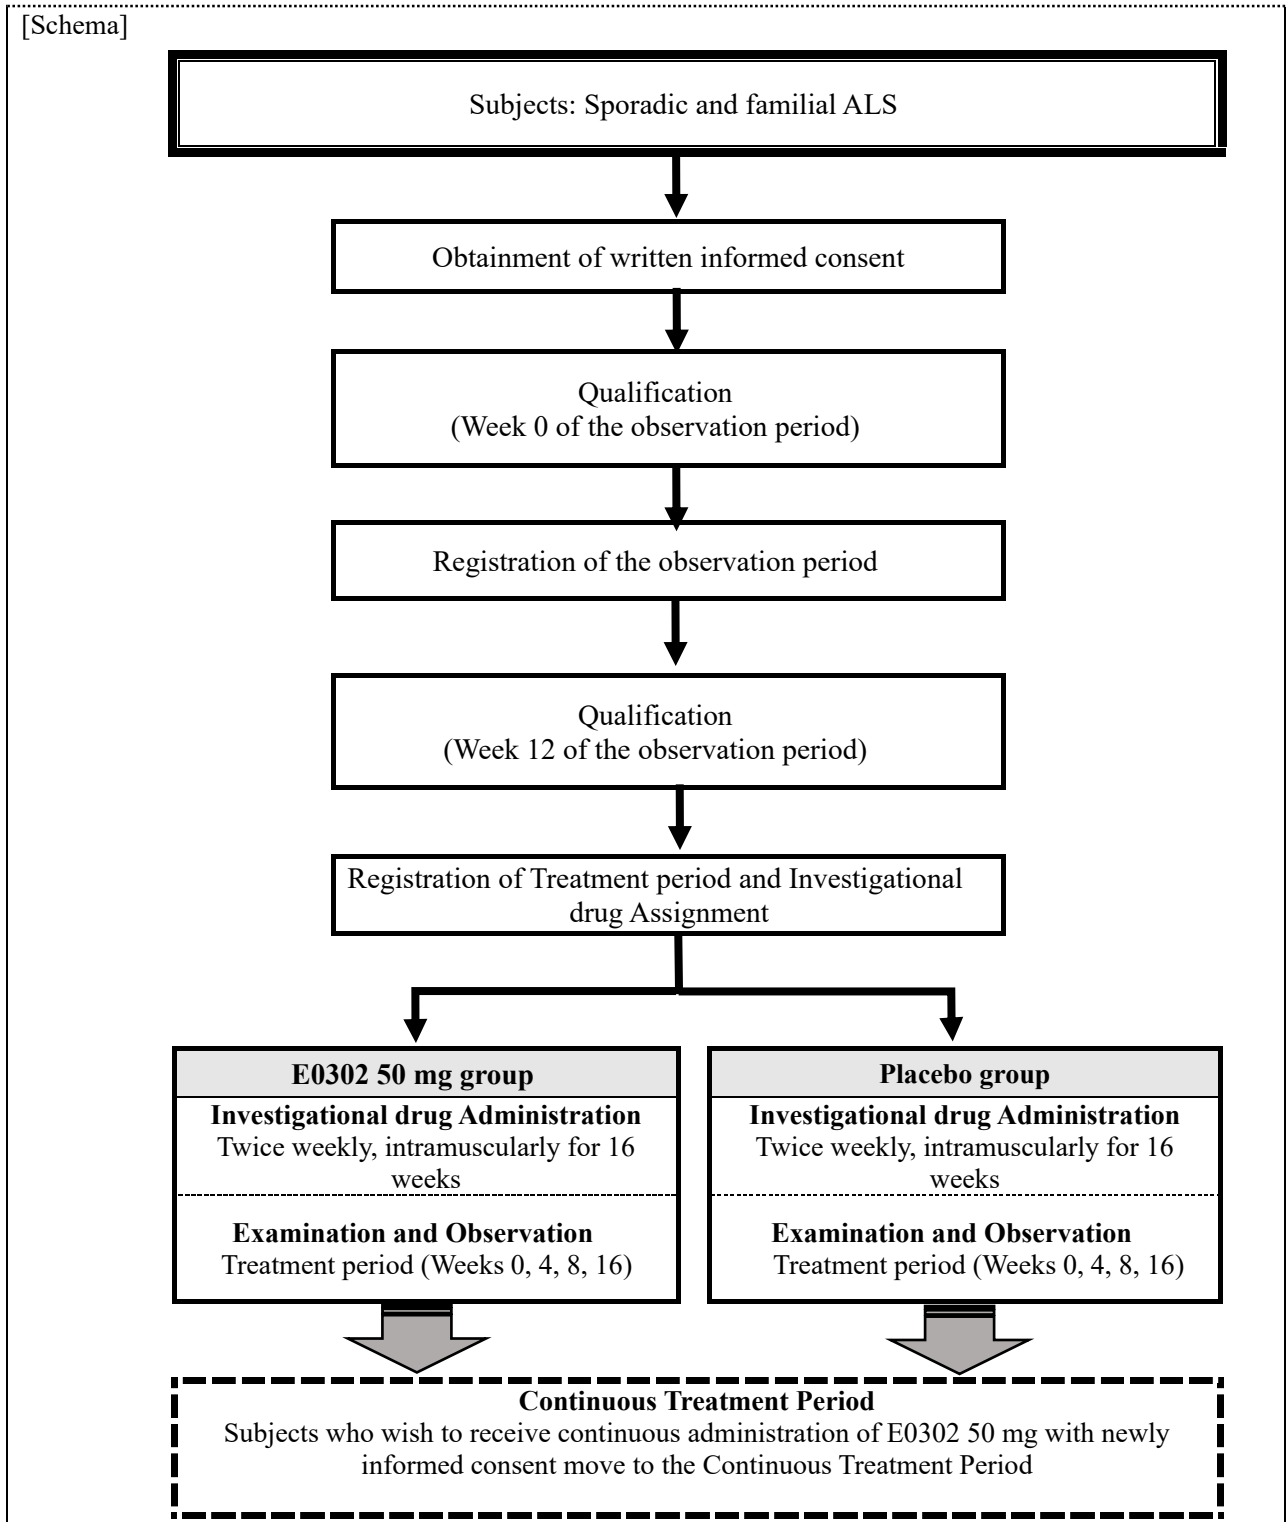 [Schema]
Subjects: Sporadic and familial ALS
Obtainment of written informed consent
Qualification
(Week 0 of the observation period)
Registration of the observation period
Qualification
(Week 12 of the observation period)
Registration of Treatment period and Investigational
drug Assignment
E0302 50 mg group
Investigational drug Administration
Twice weekly, intramuscularly for 16
weeks
Examination and Observation
Treatment period (Weeks 0, 4, 8, 16)
Placebo group
Investigational drug Administration
Twice weekly, intramuscularly for 16
weeks
Examination and Observation
Treatment period (Weeks 0, 4, 8, 16)
Continuous Treatment Period
Subjects who wish to receive continuous administration of E0302 50 mg with newly
informed consent move to the Continuous Treatment Period